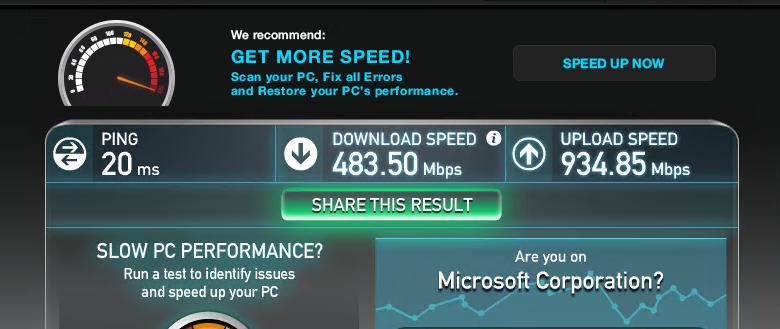 We recommend:
GET MORE SPEED!
Scan your PC, Fix all Errors
and Restore your PC's performance.
SPEED UP NOW
PING
20 ms
DOWNLOAD SPEED
483.50 Mbps
UPLOAD SPEED
934.85 Mbps
SHARE THIS RESULT
SLOW PC PERFORMANCE?
Run a test to identify issues
and speed up your PC
Are you on
Microsoft Corporation?